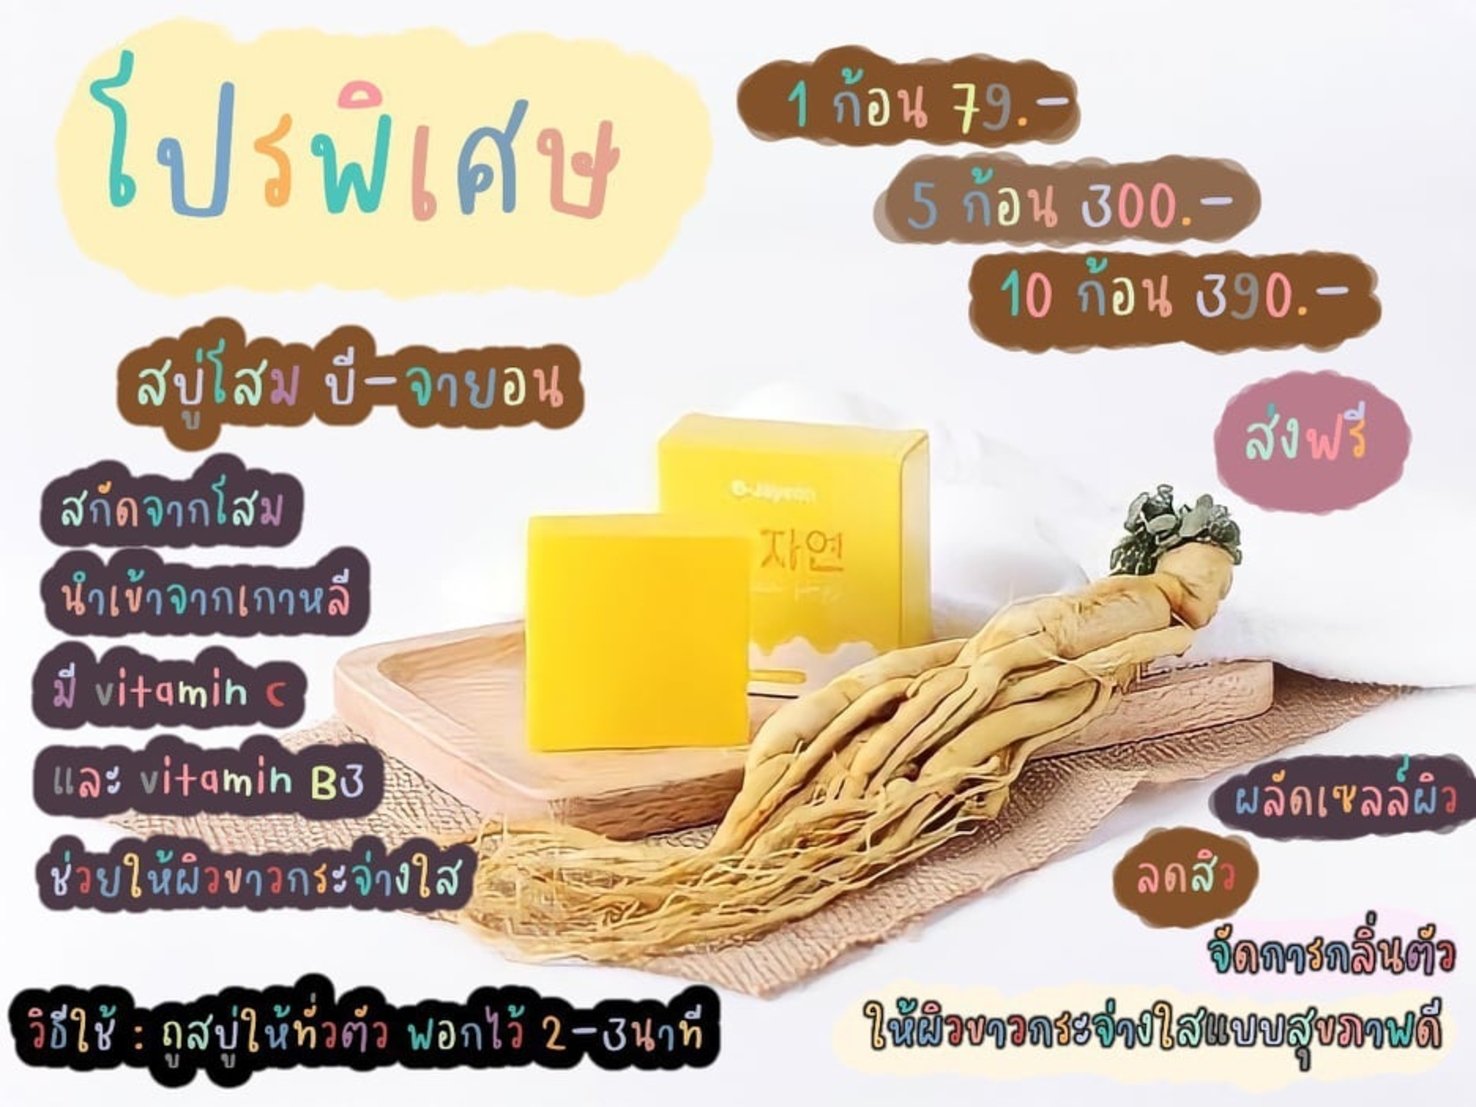 โปรพิเศษ
1 ก้อน 79.-
5 ก้อน 300.-
10 ก้อน 390.-
ส่งฟรี
สบู่โสม บี-จายอน
สกัดจากโสม
นำเข้าจากเกาหลี
มี vitamin c
และ vitamin B3
ช่วยให้ผิวขาวกระจ่างใส
자연
ผลัดเซลล์ผิว
ลดสิว
จัดการกลิ่นตัว
ให้ผิวขาวกระจ่างใสแบบสุขภาพดี
วิธีใช้ : ถูสบู่ให้ทั่วตัว ฟอกไว้ 2-3นาที